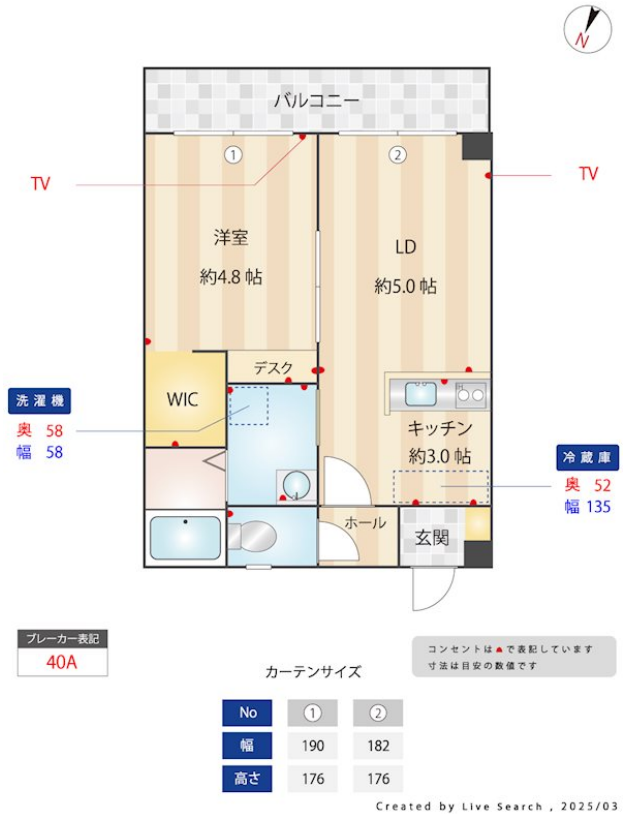 N
バルコニー
①
②
TV
TV
洋室
約4.8 帖
LD
約5.0 帖
デスク
WIC
洗濯機
奥 58
幅 58
キッチン
約3.0 帖
冷蔵庫
奥 52
幅 135
ホール
玄関
ブレーカー表記
40A
コンセントは で表記しています
寸法は目安の数値です
カーテンサイズ
No ① ②
幅 190 182
高さ 176 176
Created by Live Search , 2025/03